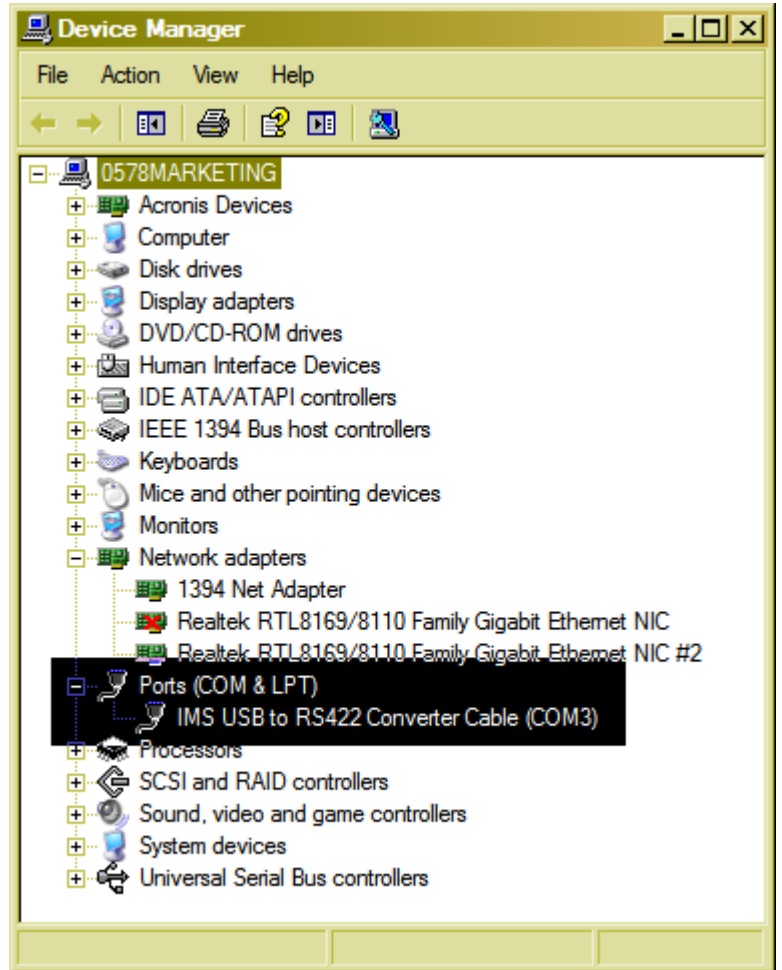 Device Manager
File Action View Help
0578MARKETING
Acronis Devices
Computer
Disk drives
Display adapters
DVD/CD-ROM drives
Human Interface Devices
IDE ATA/ATAPI controllers
IEEE 1394 Bus host controllers
Keyboards
Mice and other pointing devices
Monitors
Network adapters
1394 Net Adapter
Realtek RTL8169/8110 Family Gigabit Ethernet NIC
Realtek RTL8169/8110 Family Gigabit Ethernet NIC #2
Ports (COM & LPT)
IMS USB to RS422 Converter Cable (COM3)
Processors
SCSI and RAID controllers
Sound, video and game controllers
System devices
Universal Serial Bus controllers